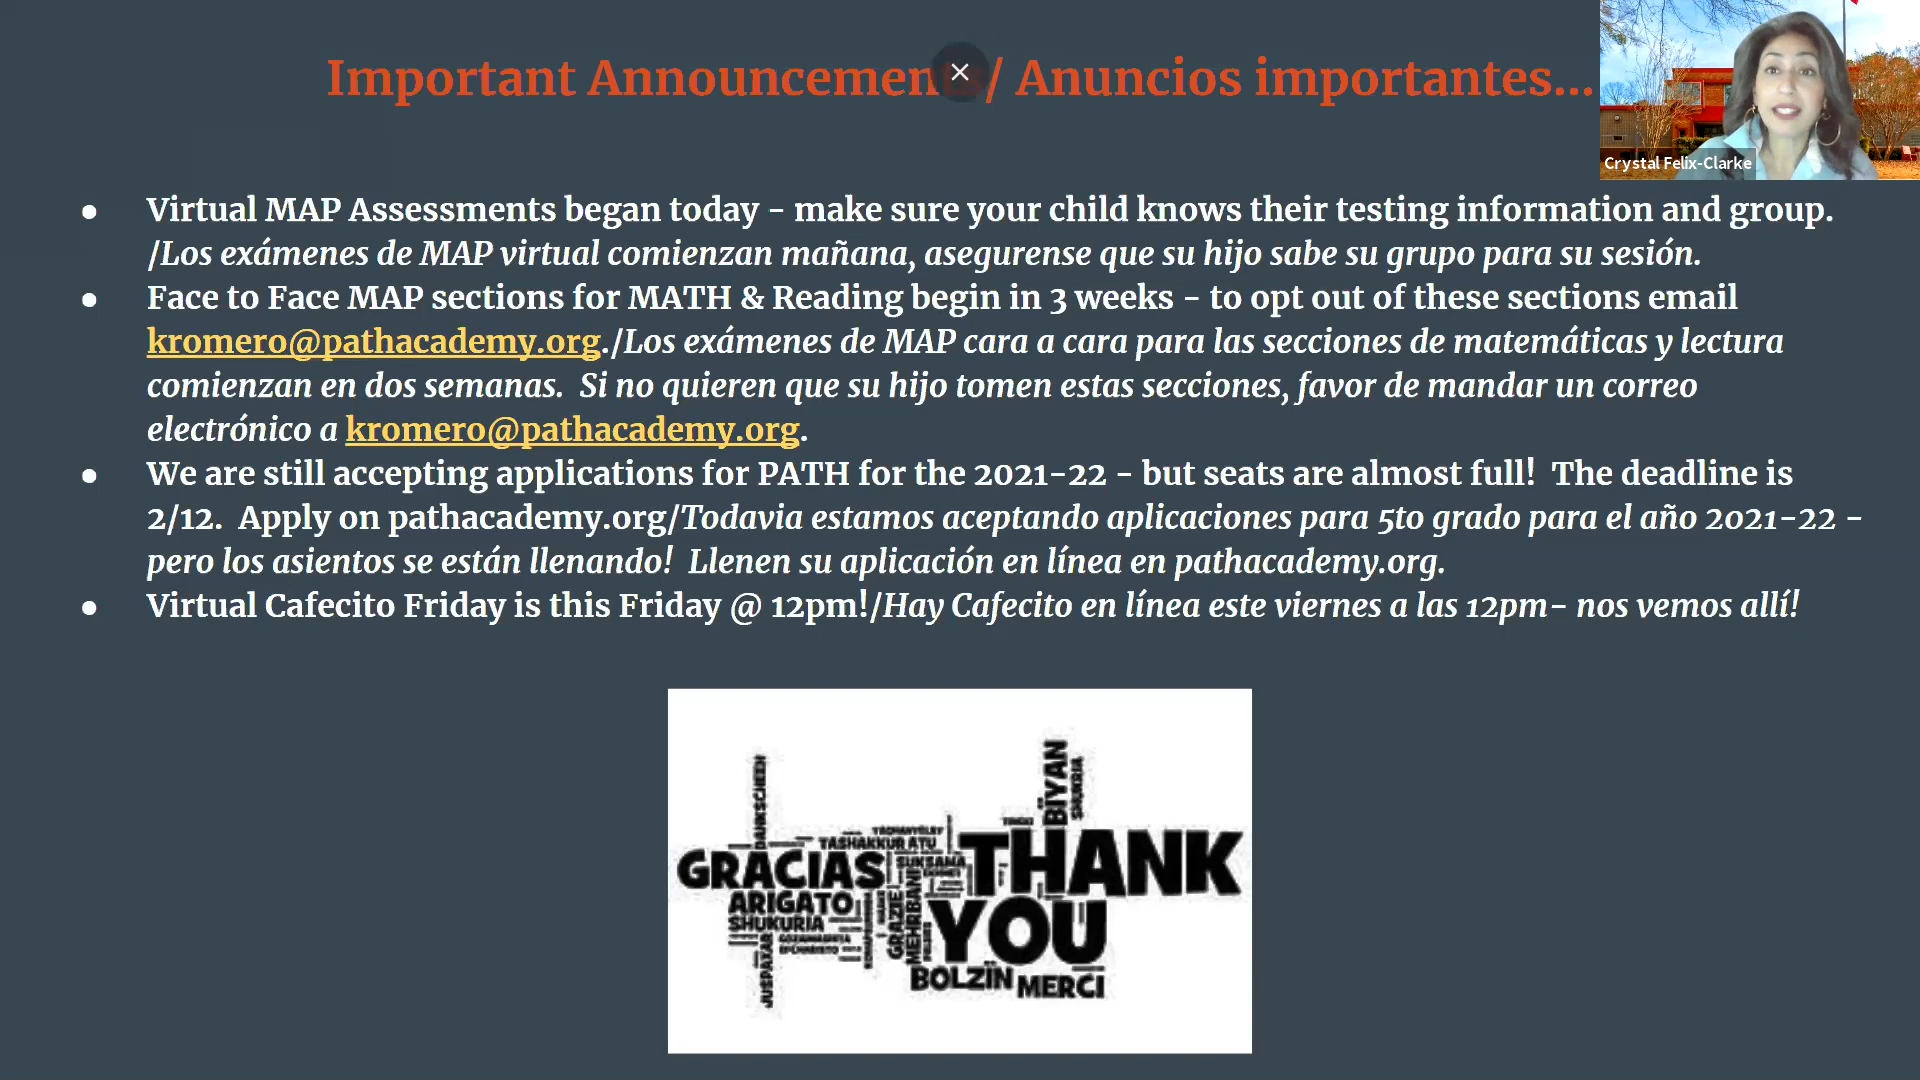 Important Announcement / Anuncios importantes...
Crystal Felix-Clarke
● Virtual MAP Assessments began today - make sure your child knows their testing information and group.
/Los exámenes de MAP virtual comienzan mañana, asegurense que su hijo sabe su grupo para su sesión.
● Face to Face MAP sections for MATH & Reading begin in 3 weeks - to opt out of these sections email
kromero@pathacademy.org./Los exámenes de MAP cara a cara para las secciones de matemáticas y lectura
comienzan en dos semanas. Si no quieren que su hijo tomen estas secciones, favor de mandar un correo
electrónico a kromero@pathacademy.org.
● We are still accepting applications for PATH for the 2021-22 - but seats are almost full! The deadline is
2/12. Apply on pathacademy.org/Todavia estamos aceptando aplicaciones para 5to grado para el año 2021-22 -
pero los asientos se están llenando! Llenen su aplicación en línea en pathacademy.org.
● Virtual Cafecito Friday is this Friday @ 12pm!/Hay Cafecito en línea este viernes a las 12pm- nos vemos allí!
DANKSCHEEN
BİYAN
SHUKRIA
TASHAKKUR ATU
GRACIAS
SUKSAMA
THANK
ARIGATO
SHUKURIA
GRAZIE
MEHRBANI
YOU
JUSPAXAR
BOLZİN
MERCI